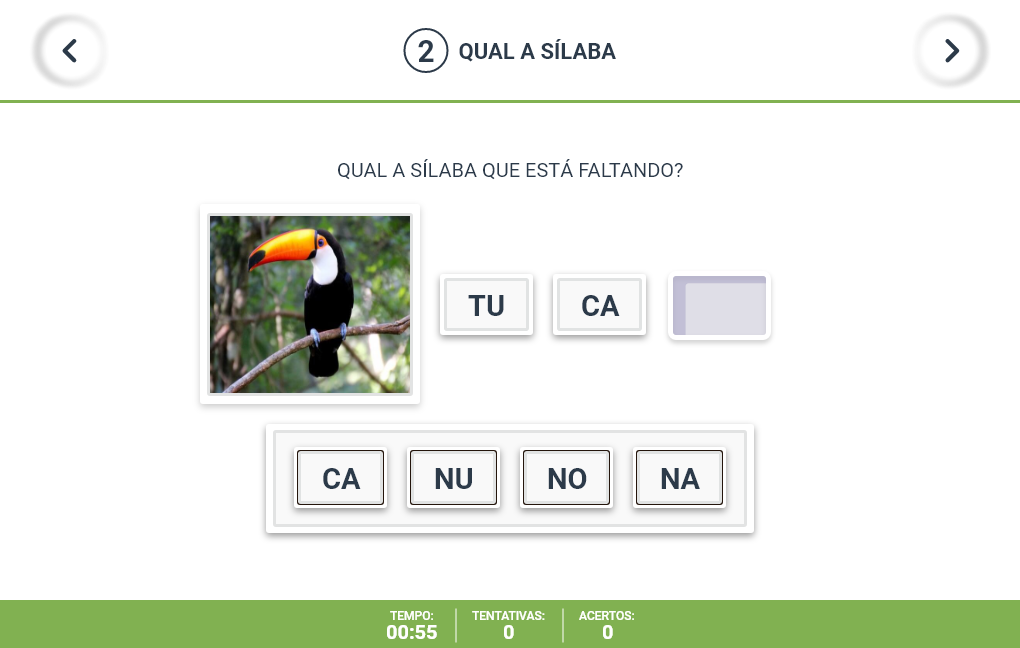 2 QUAL A SÍLABA
QUAL A SÍLABA QUE ESTÁ FALTANDO?
TU CA
CA NU NO NA
TEMPO: TENTATIVAS: ACERTOS:
00:55 0 0